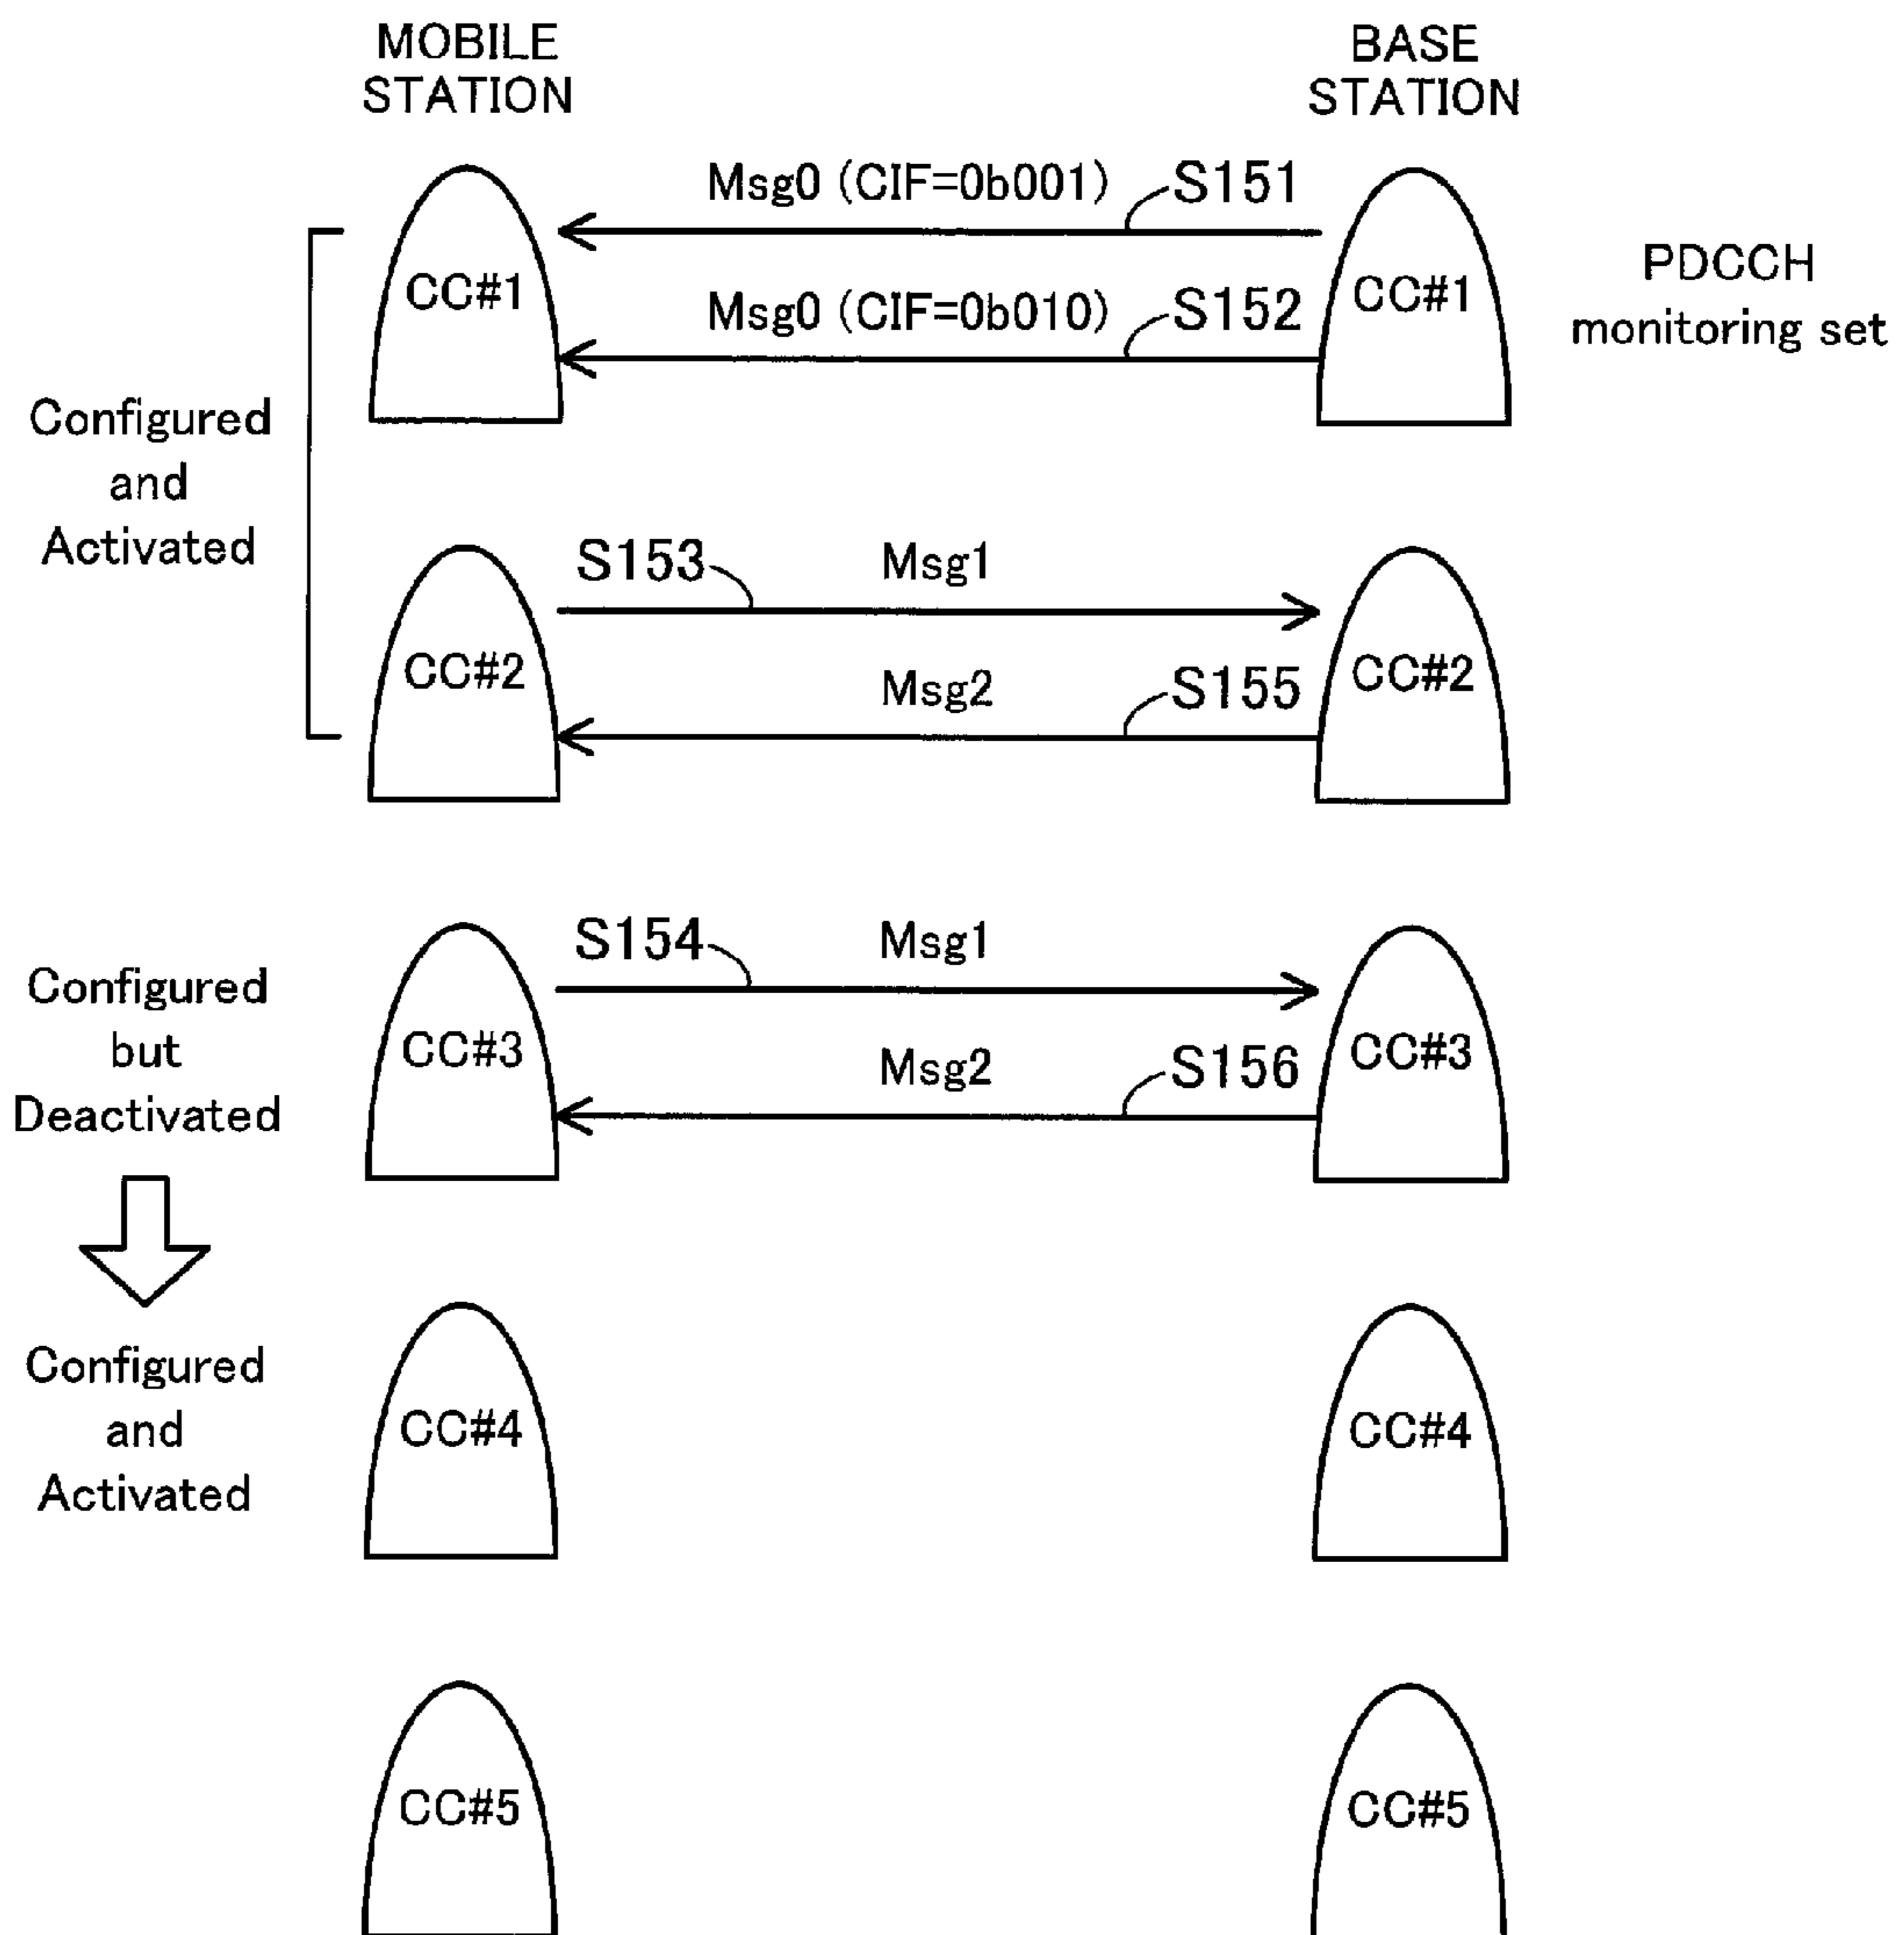 MOBILE
STATION
BASE
STATION
Msg0 (CIF=0b001)
S151
CC#1
Msg0 (CIF=0b010)
S152
CC#1
PDCCH
monitoring set
Configured
and
Activated
S153
Msg1
CC#2
Msg2
S155
CC#2
S154
Msg1
Configured
but
Deactivated
CC#3
Msg2
S156
CC#3
Configured
and
Activated
CC#4
CC#4
CC#5
CC#5